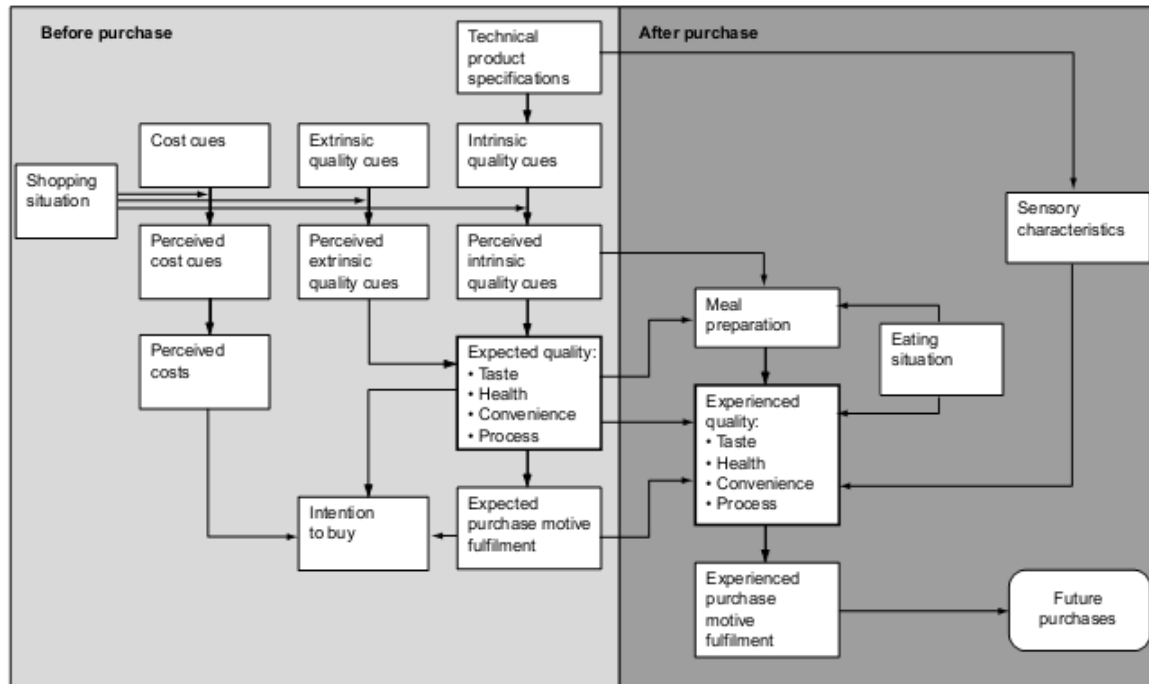 Before purchase
After purchase
Technical
product
specifications
Cost cues
Extrinsic
quality cues
Intrinsic
quality cues
Shopping
situation
Perceived
cost cues
Perceived
extrinsic
quality cues
Perceived
intrinsic
quality cues
Sensory
characteristics
Meal
preparation
Eating
situation
Perceived
costs
Expected quality:
• Taste
• Health
• Convenience
• Process
Experienced
quality:
• Taste
• Health
• Convenience
• Process
Intention
to buy
Expected
purchase motive
fulfilment
Experienced
purchase
motive
fulfilment
Future
purchases